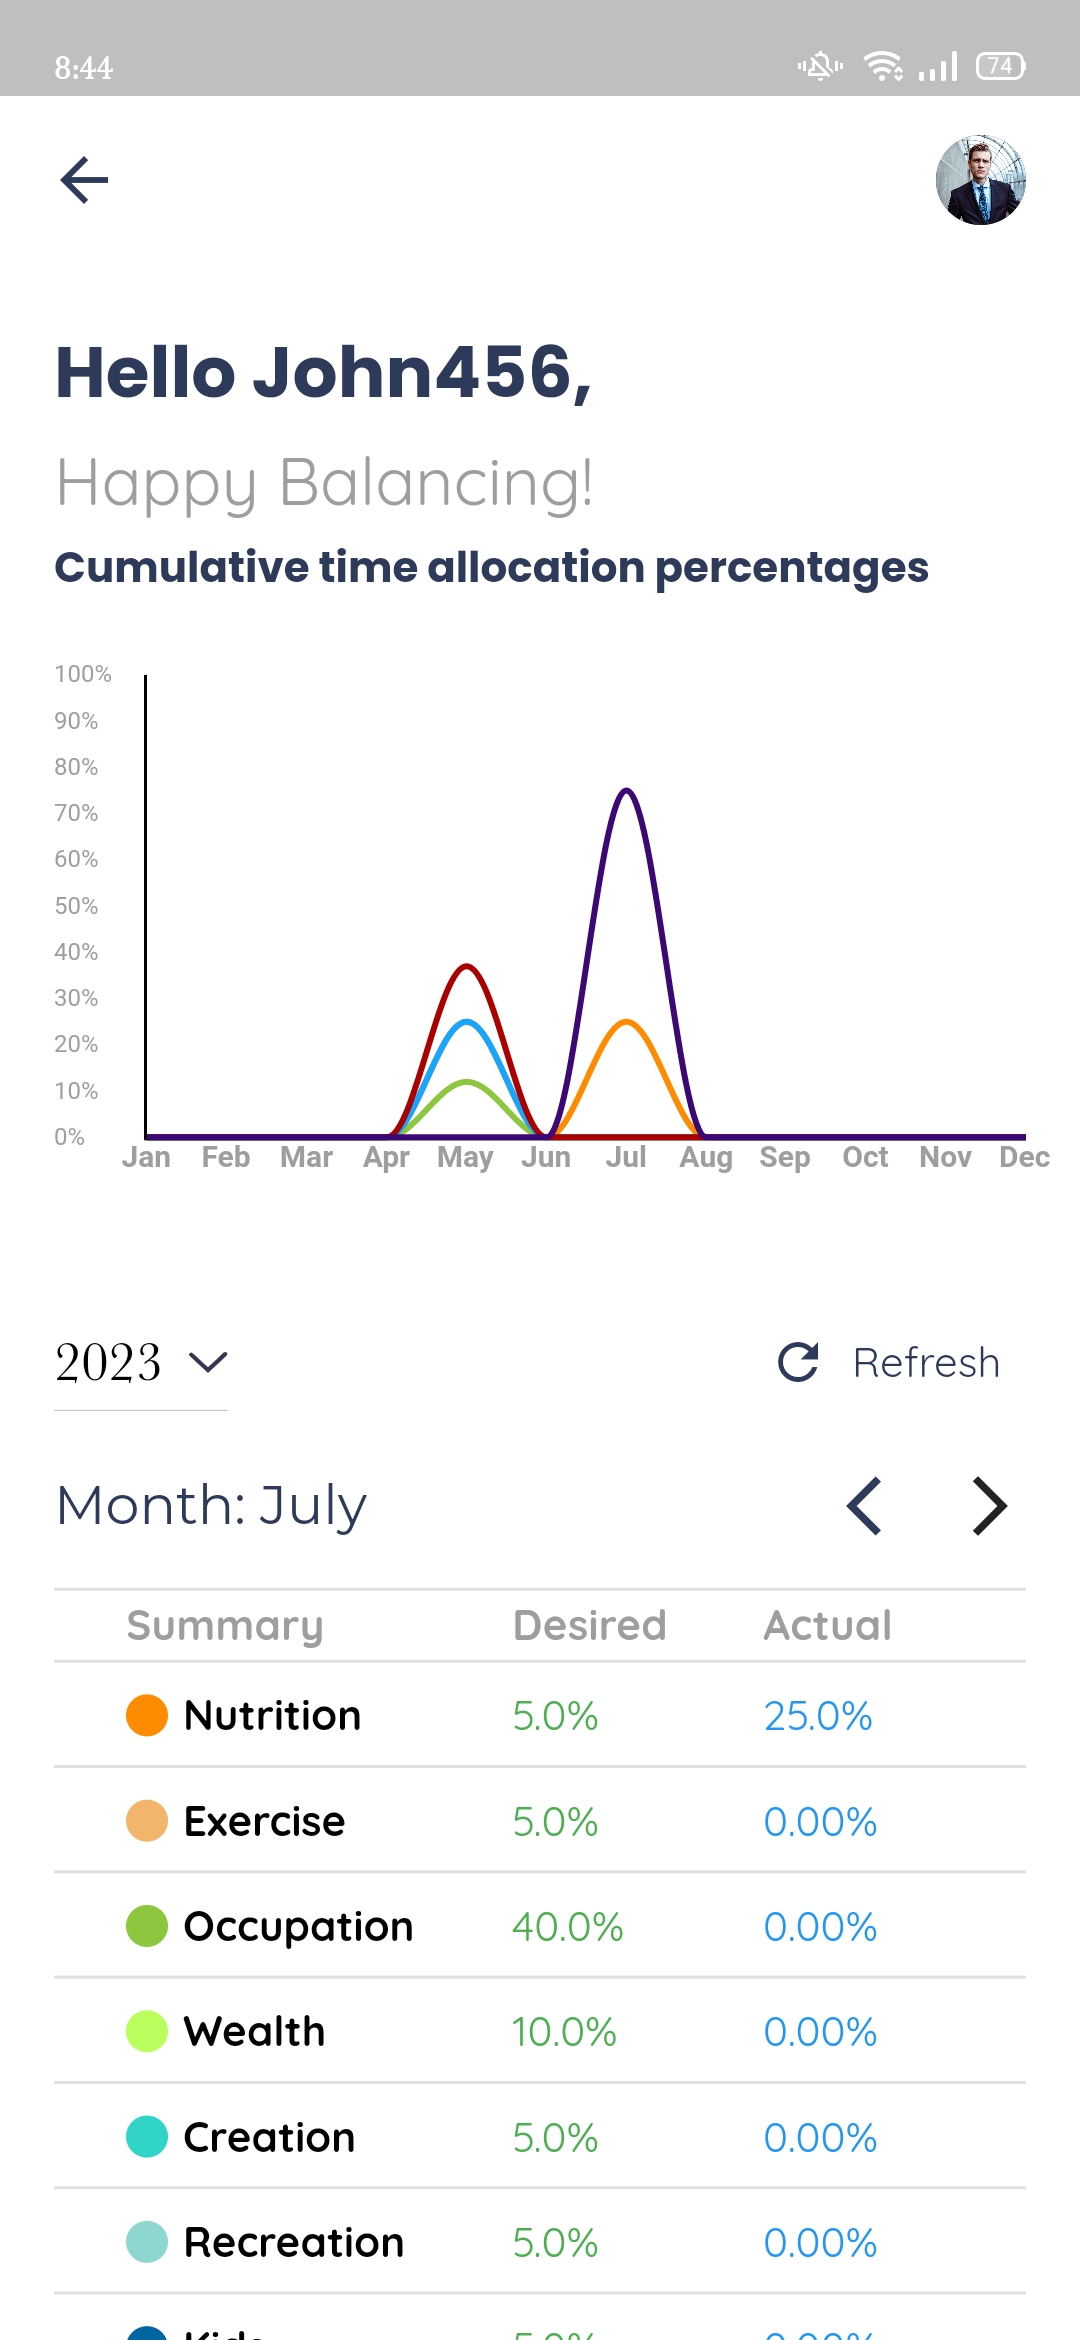 8:44
74
Hello John456,
Happy Balancing!
Cumulative time allocation percentages
100%
90%
80%
70%
60%
50%
40%
30%
20%
10%
0%
Jan Feb Mar Apr May Jun Jul Aug Sep Oct Nov Dec
2023 Refresh
Month: July
Summary Desired Actual
Nutrition 5.0% 25.0%
Exercise 5.0% 0.00%
Occupation 40.0% 0.00%
Wealth 10.0% 0.00%
Creation 5.0% 0.00%
Recreation 5.0% 0.00%